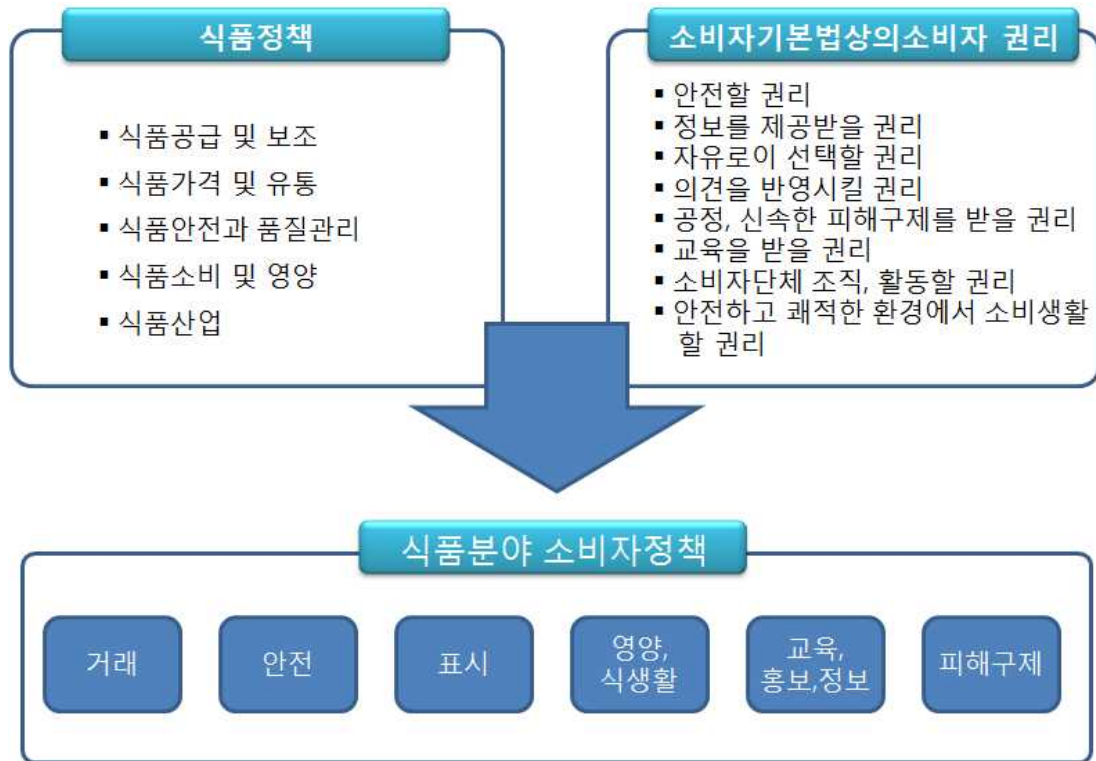 식품정책
▪ 식품공급 및 보조
▪ 식품가격 및 유통
▪ 식품안전과 품질관리
▪ 식품소비 및 영양
▪ 식품산업
소비자기본법상의소비자 권리
▪ 안전할 권리
▪ 정보를 제공받을 권리
▪ 자유로이 선택할 권리
▪ 의견을 반영시킬 권리
▪ 공정, 신속한 피해구제를 받을 권리
▪ 교육을 받을 권리
▪ 소비자단체 조직, 활동할 권리
▪ 안전하고 쾌적한 환경에서 소비생활
할 권리
식품분야 소비자정책
거래
안전
표시
영양,
식생활
교육,
홍보,정보
피해구제